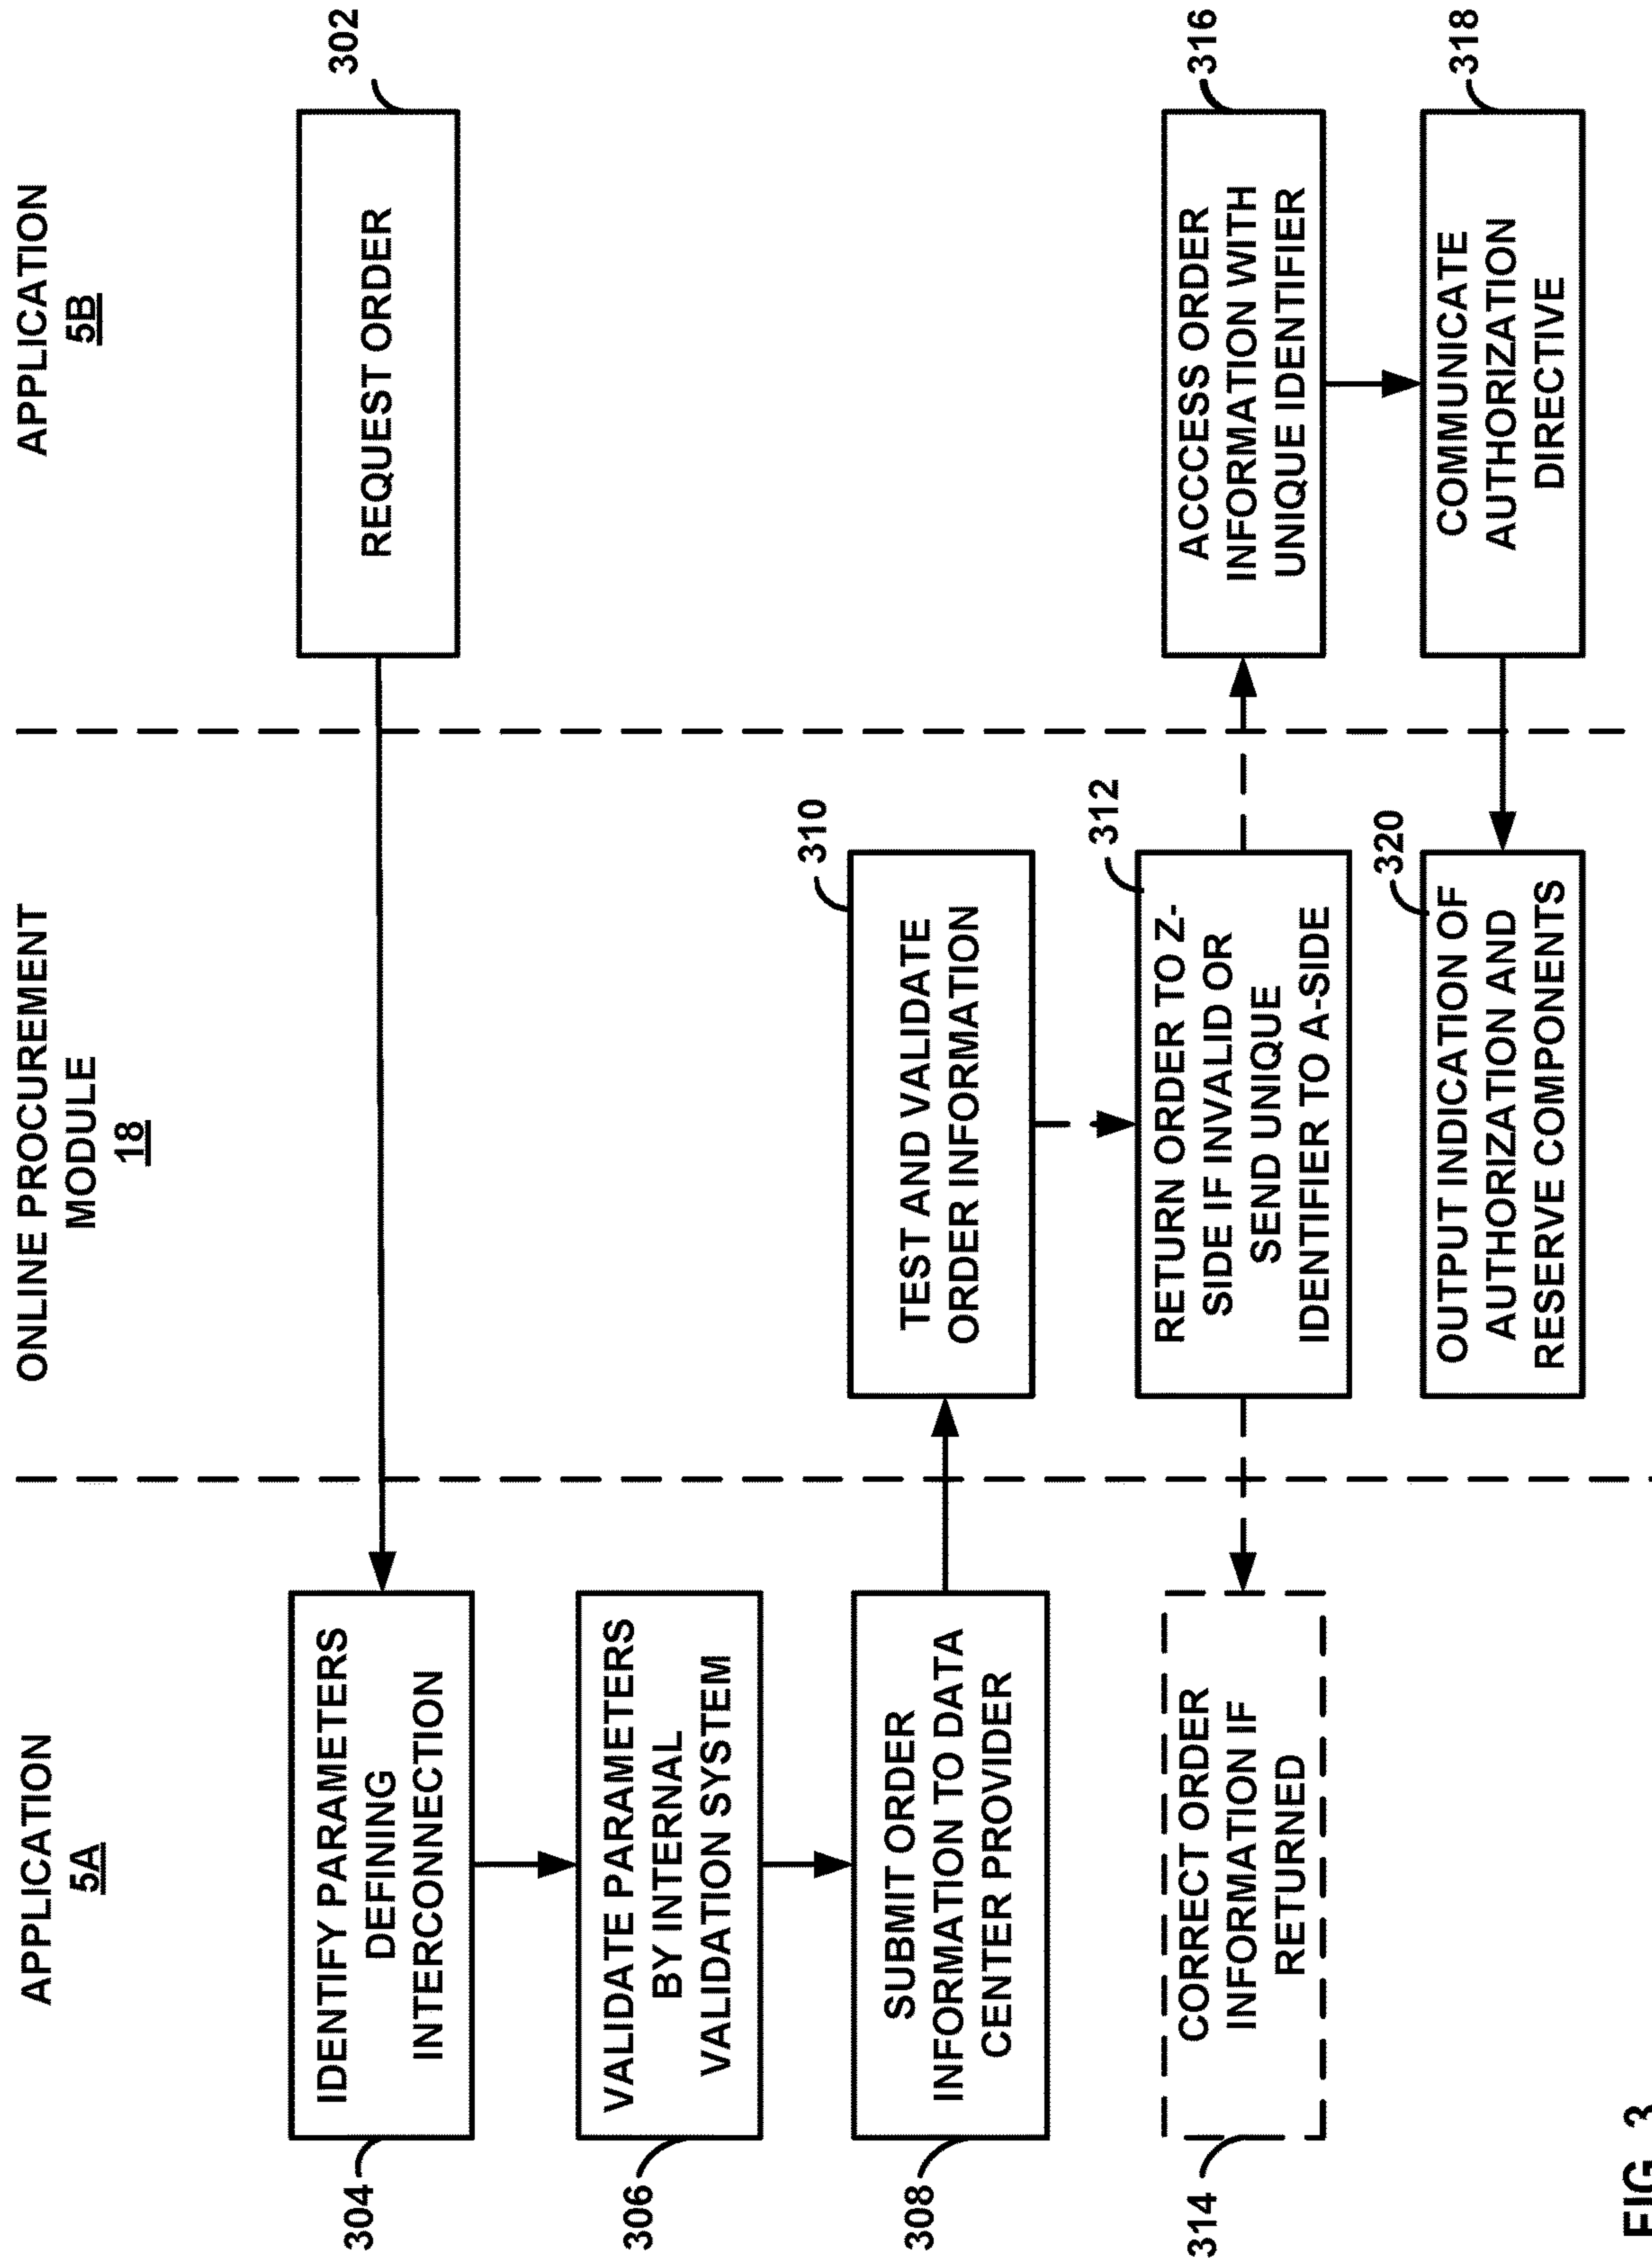 APPLICATION
5A
ONLINE PROCUREMENT
MODULE
18
APPLICATION
5B
REQUEST ORDER
302
304
IDENTIFY PARAMETERS
DEFINING
INTERCONNECTION
306
VALIDATE PARAMETERS
BY INTERNAL
VALIDATION SYSTEM
308
SUBMIT ORDER
INFORMATION TO DATA
CENTER PROVIDER
310
TEST AND VALIDATE
ORDER INFORMATION
312
RETURN ORDER TO Z-
SIDE IF INVALID OR
SEND UNIQUE
IDENTIFIER TO A-SIDE
314
CORRECT ORDER
INFORMATION IF
RETURNED
ACCESS ORDER
INFORMATION WITH
UNIQUE IDENTIFIER
316
COMMUNICATE
AUTHORIZATION
DIRECTIVE
318
320
OUTPUT INDICATION OF
AUTHORIZATION AND
RESERVE COMPONENTS
FIG. 3